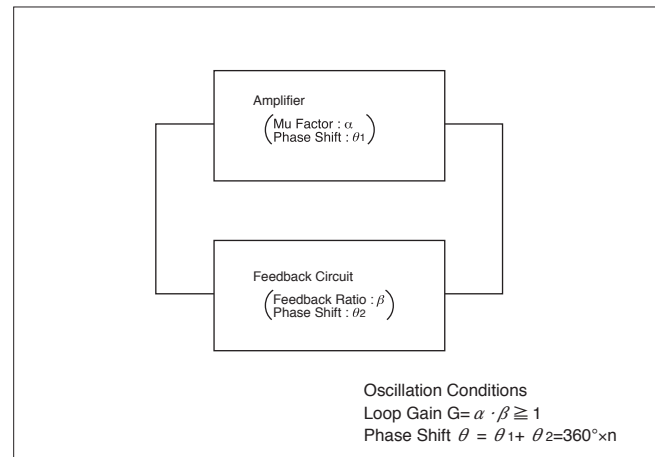 Amplifier
(Mu Factor : α
Phase Shift : θ1)
Feedback Circuit
(Feedback Ratio : β
Phase Shift : θ2)
Oscillation Conditions
Loop Gain G= α · β ≧ 1
Phase Shift θ = θ1+ θ2=360°×n